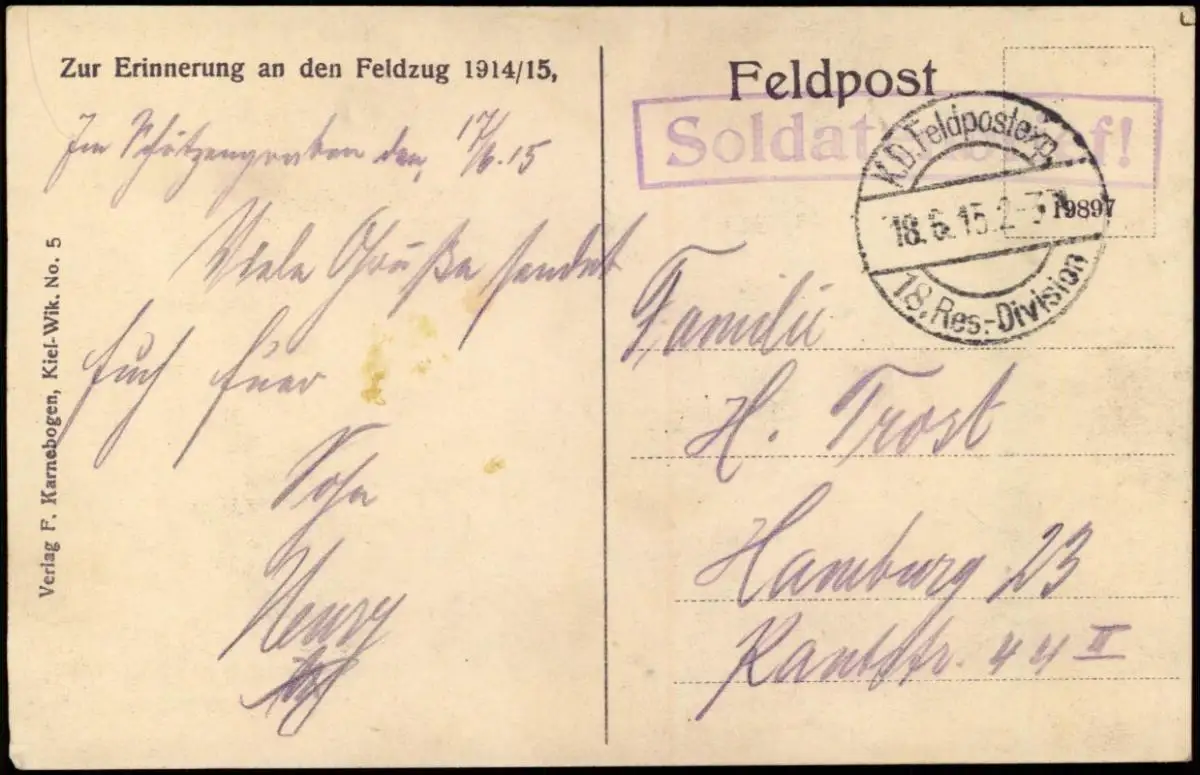 Zur Erinnerung an den Feldzug 1914/15,
Im Schützengraben den, 17/6.15
Viele Grüße sendet
Euch Euer
Sohn
Henry
Verlag F. Karnebogen, Kiel-Wik. No. 5
Feldpost
Soldat f!
K.D.Feldpostexp.
18.6.15.2-3
19897
18.Res.-Division
Familie
H. Trost
Hamburg 23
Kantstr. 44 II